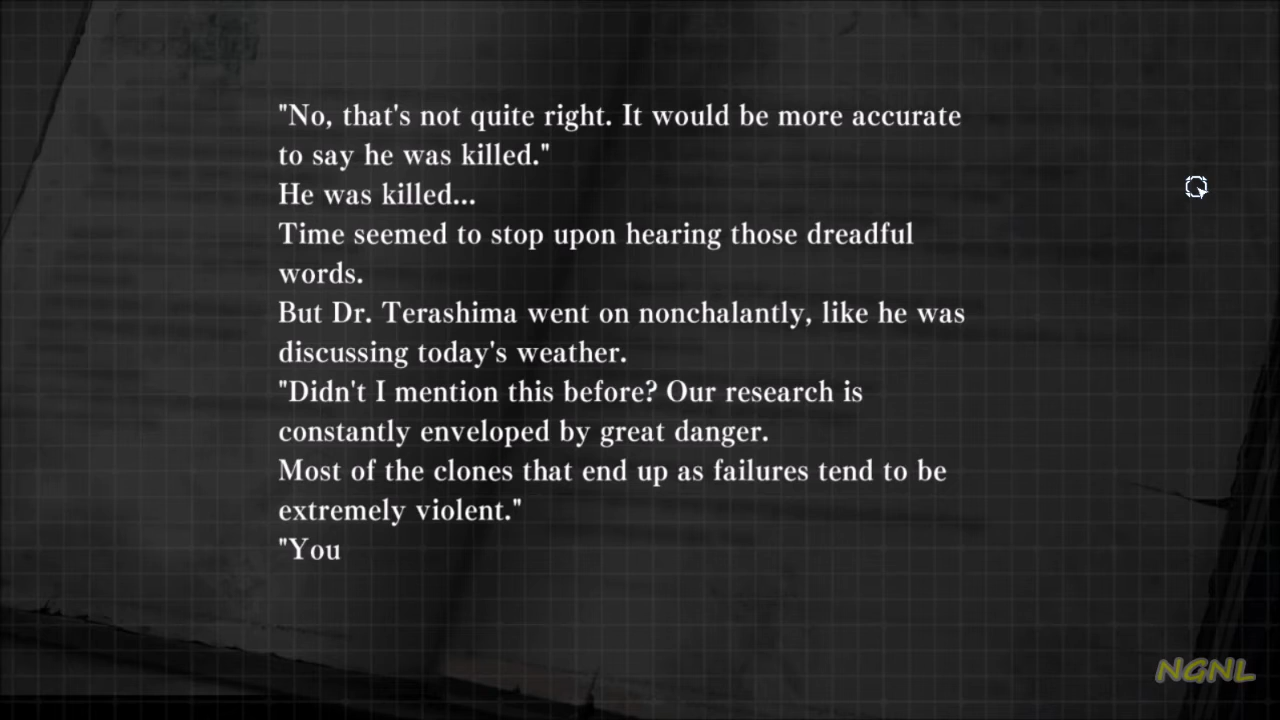 "No, that's not quite right. It would be more accurate
to say he was killed."
He was killed...
Time seemed to stop upon hearing those dreadful
words.
But Dr. Terashima went on nonchalantly, like he was
discussing today's weather.
"Didn't I mention this before? Our research is
constantly enveloped by great danger.
Most of the clones that end up as failures tend to be
extremely violent."
"You
NGNL